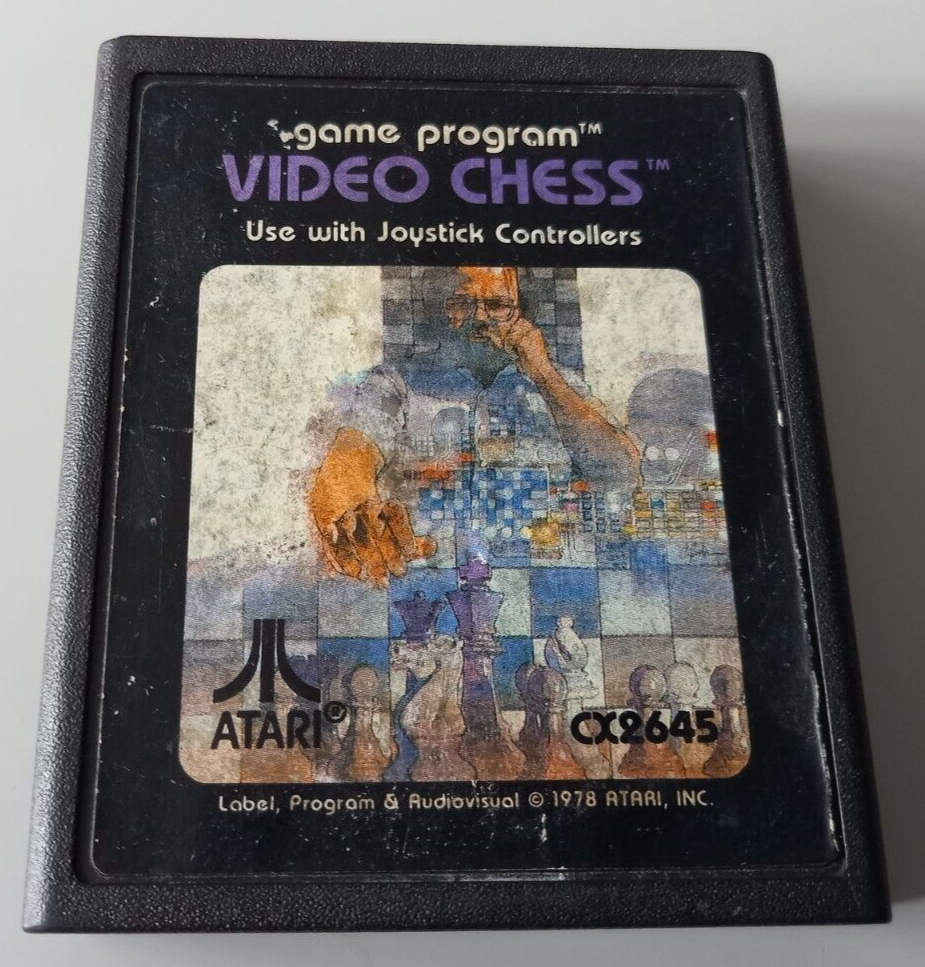 game program™
VIDEO CHESS™
Use with Joystick Controllers
ATARI®
CX2645
Label, Program & Audiovisual © 1978 ATARI, INC.